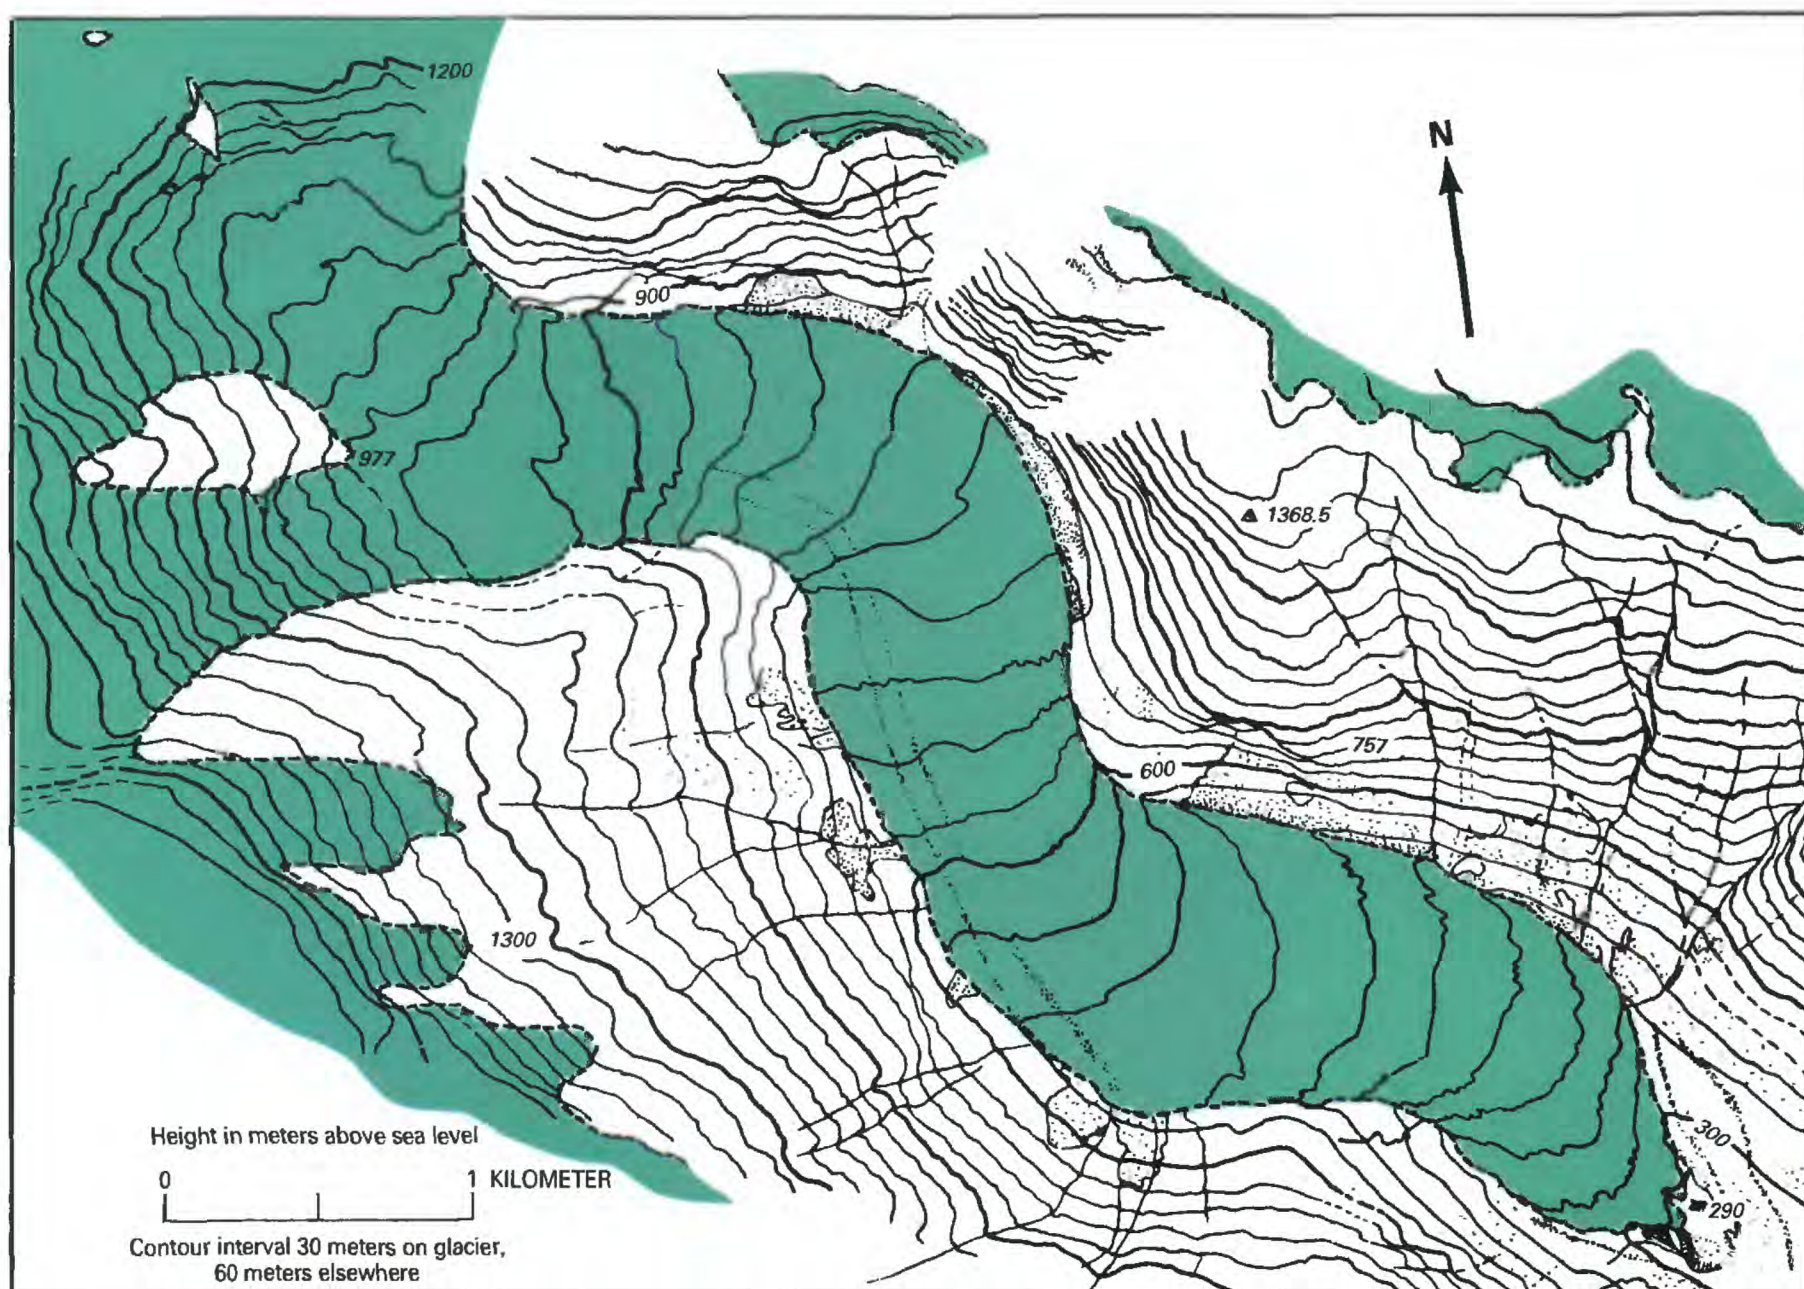 1200
N
900
977
1368.5
757
600
1300
300
290
Height in meters above sea level
0 1 KILOMETER
Contour interval 30 meters on glacier,
60 meters elsewhere